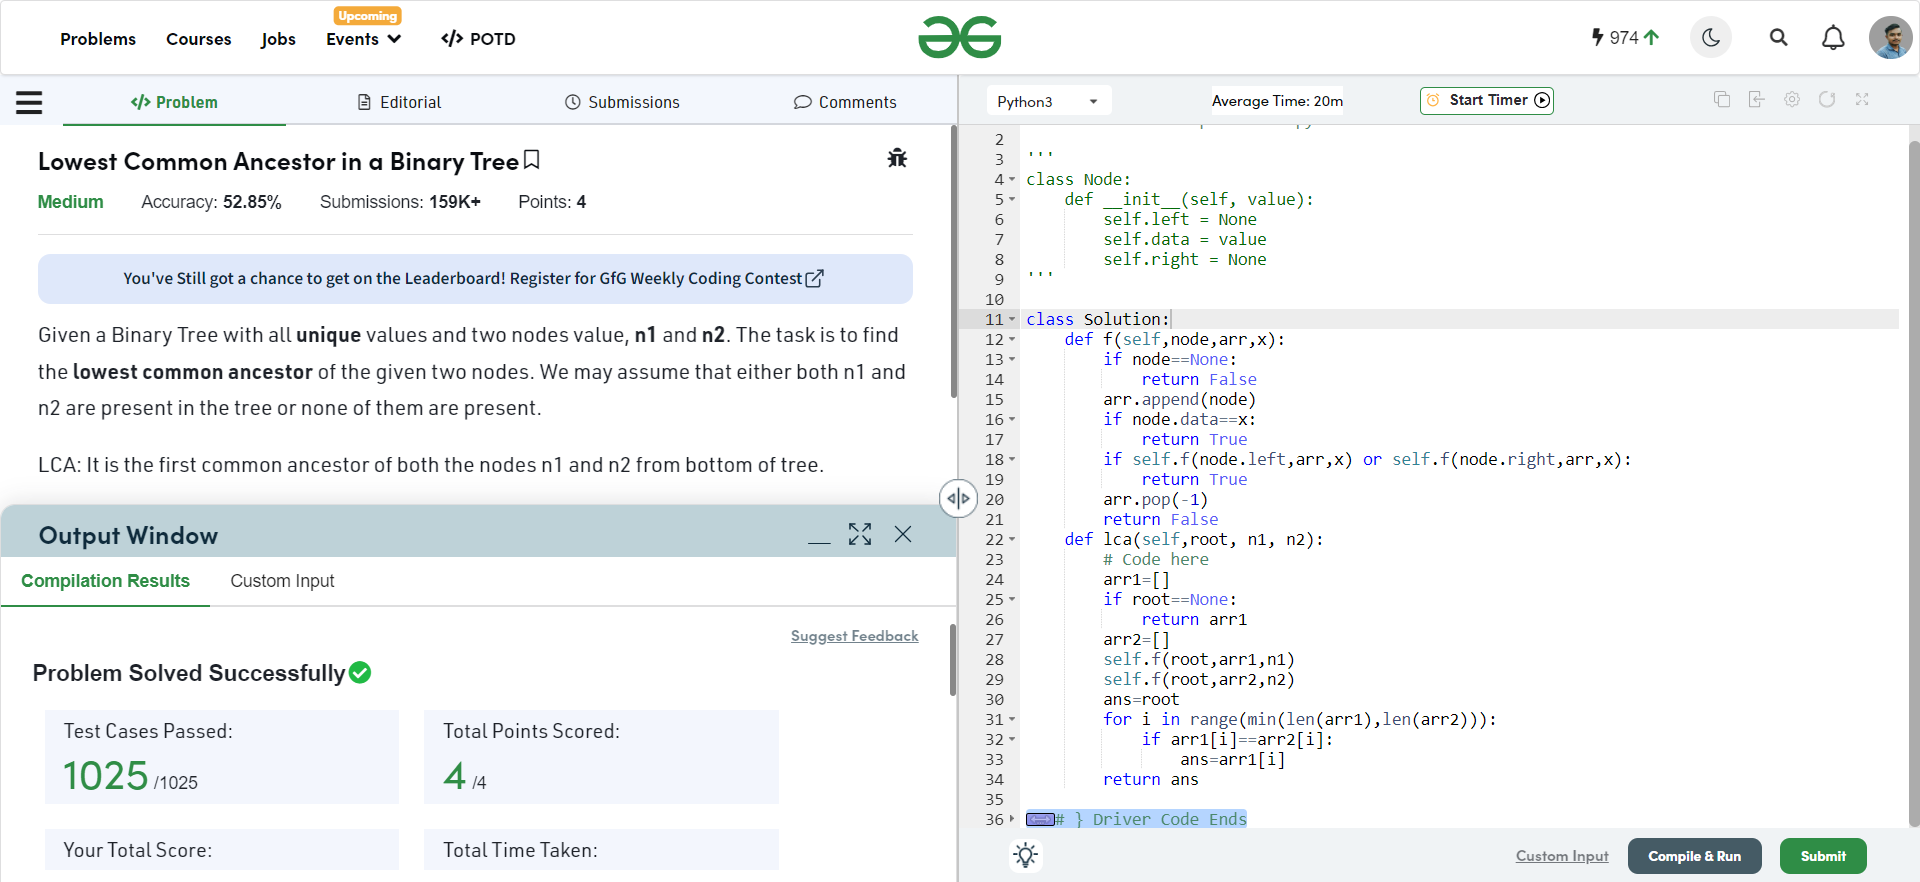 Upcoming
Problems Courses Jobs Events </> POTD
974
</> Problem Editorial Submissions Comments
Lowest Common Ancestor in a Binary Tree
Medium Accuracy: 52.85% Submissions: 159K+ Points: 4
You've Still got a chance to get on the Leaderboard! Register for GfG Weekly Coding Contest
Given a Binary Tree with all unique values and two nodes value, n1 and n2. The task is to find
the lowest common ancestor of the given two nodes. We may assume that either both n1 and
n2 are present in the tree or none of them are present.
LCA: It is the first common ancestor of both the nodes n1 and n2 from bottom of tree.
Output Window
Compilation Results Custom Input
Suggest Feedback
Problem Solved Successfully
Test Cases Passed:
1025 /1025
Total Points Scored:
4 /4
Your Total Score:
Total Time Taken:
Python3 Average Time: 20m Start Timer
2
3 '''
4 class Node:
5     def __init__(self, value):
6         self.left = None
7         self.data = value
8         self.right = None
9 '''
10
11 class Solution:
12     def f(self,node,arr,x):
13         if node==None:
14             return False
15         arr.append(node)
16         if node.data==x:
17             return True
18         if self.f(node.left,arr,x) or self.f(node.right,arr,x):
19             return True
20         arr.pop(-1)
21         return False
22     def lca(self,root, n1, n2):
23         # Code here
24         arr1=[]
25         if root==None:
26             return arr1
27         arr2=[]
28         self.f(root,arr1,n1)
29         self.f(root,arr2,n2)
30         ans=root
31         for i in range(min(len(arr1),len(arr2))):
32             if arr1[i]==arr2[i]:
33                 ans=arr1[i]
34         return ans
35
36 # } Driver Code Ends
Custom Input Compile & Run Submit